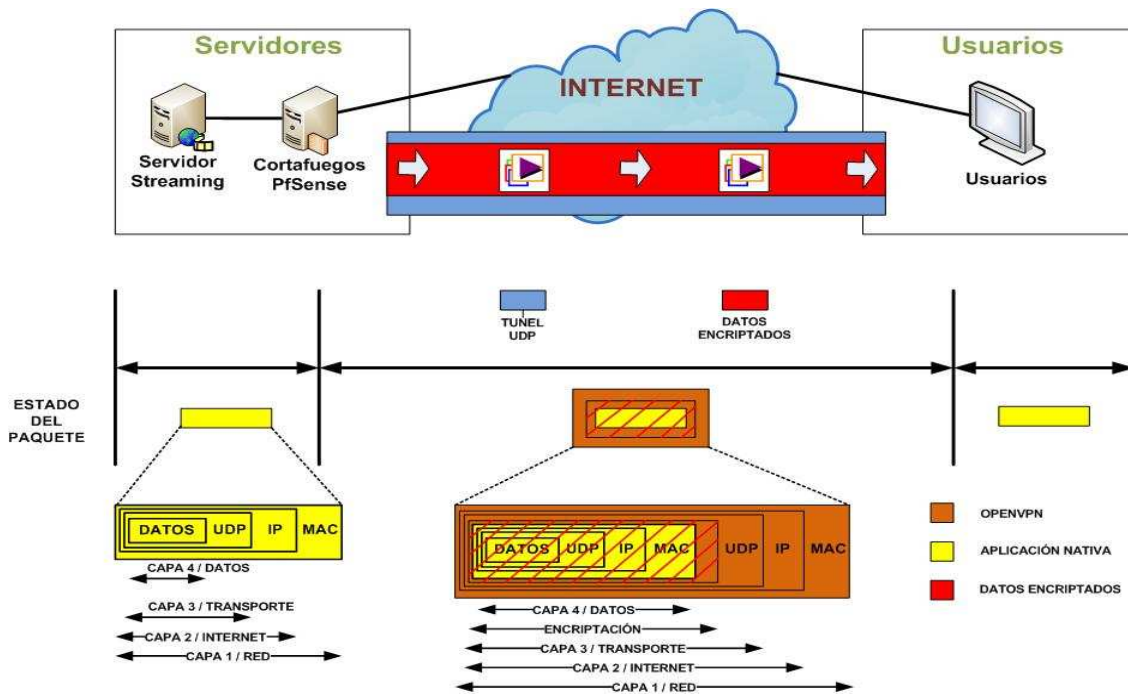 Servidores
Usuarios
INTERNET
Servidor
Streaming
Cortafuegos
PfSense
Usuarios
TUNEL
UDP
DATOS
ENCRIPTADOS
ESTADO
DEL
PAQUETE
DATOS UDP IP MAC
CAPA 4 / DATOS
CAPA 3 / TRANSPORTE
CAPA 2 / INTERNET
CAPA 1 / RED
DATOS UDP IP MAC UDP IP MAC
CAPA 4 / DATOS
ENCRIPTACIÓN
CAPA 3 / TRANSPORTE
CAPA 2 / INTERNET
CAPA 1 / RED
OPENVPN
APLICACIÓN NATIVA
DATOS ENCRIPTADOS